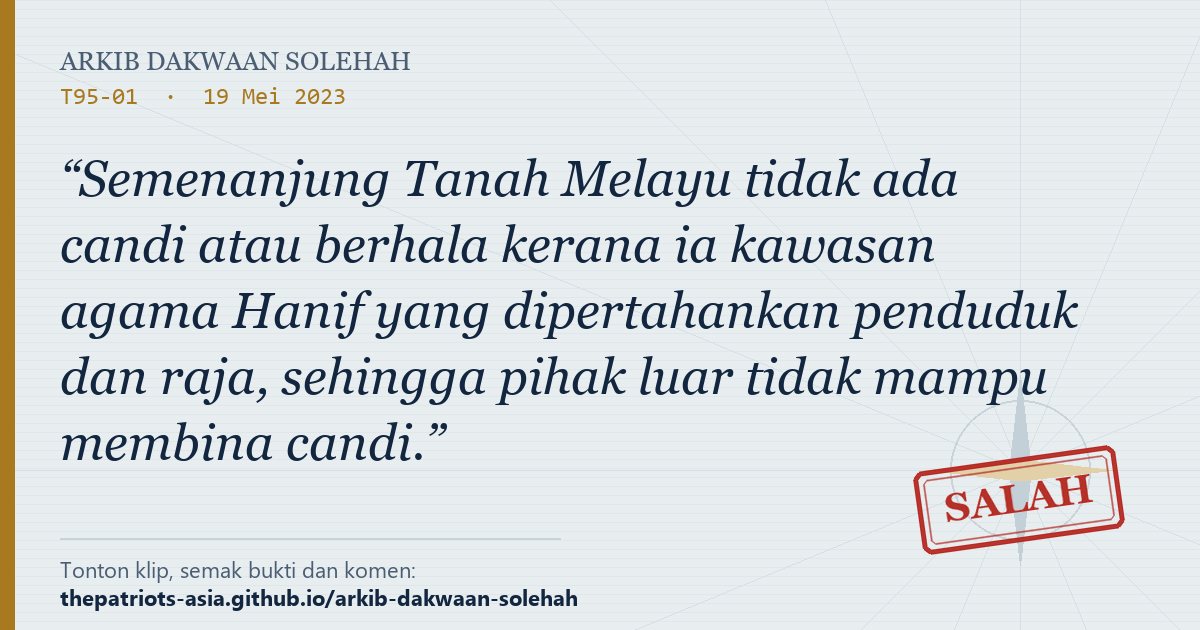 ARKIB DAKWAAN SOLEHAH
T95-01 · 19 Mei 2023
“Semenanjung Tanah Melayu tidak ada
candi atau berhala kerana ia kawasan
agama Hanif yang dipertahankan penduduk
dan raja, sehingga pihak luar tidak mampu
membina candi.”
SALAH
Tonton klip, semak bukti dan komen:
thepatriots-asia.github.io/arkib-dakwaan-solehah